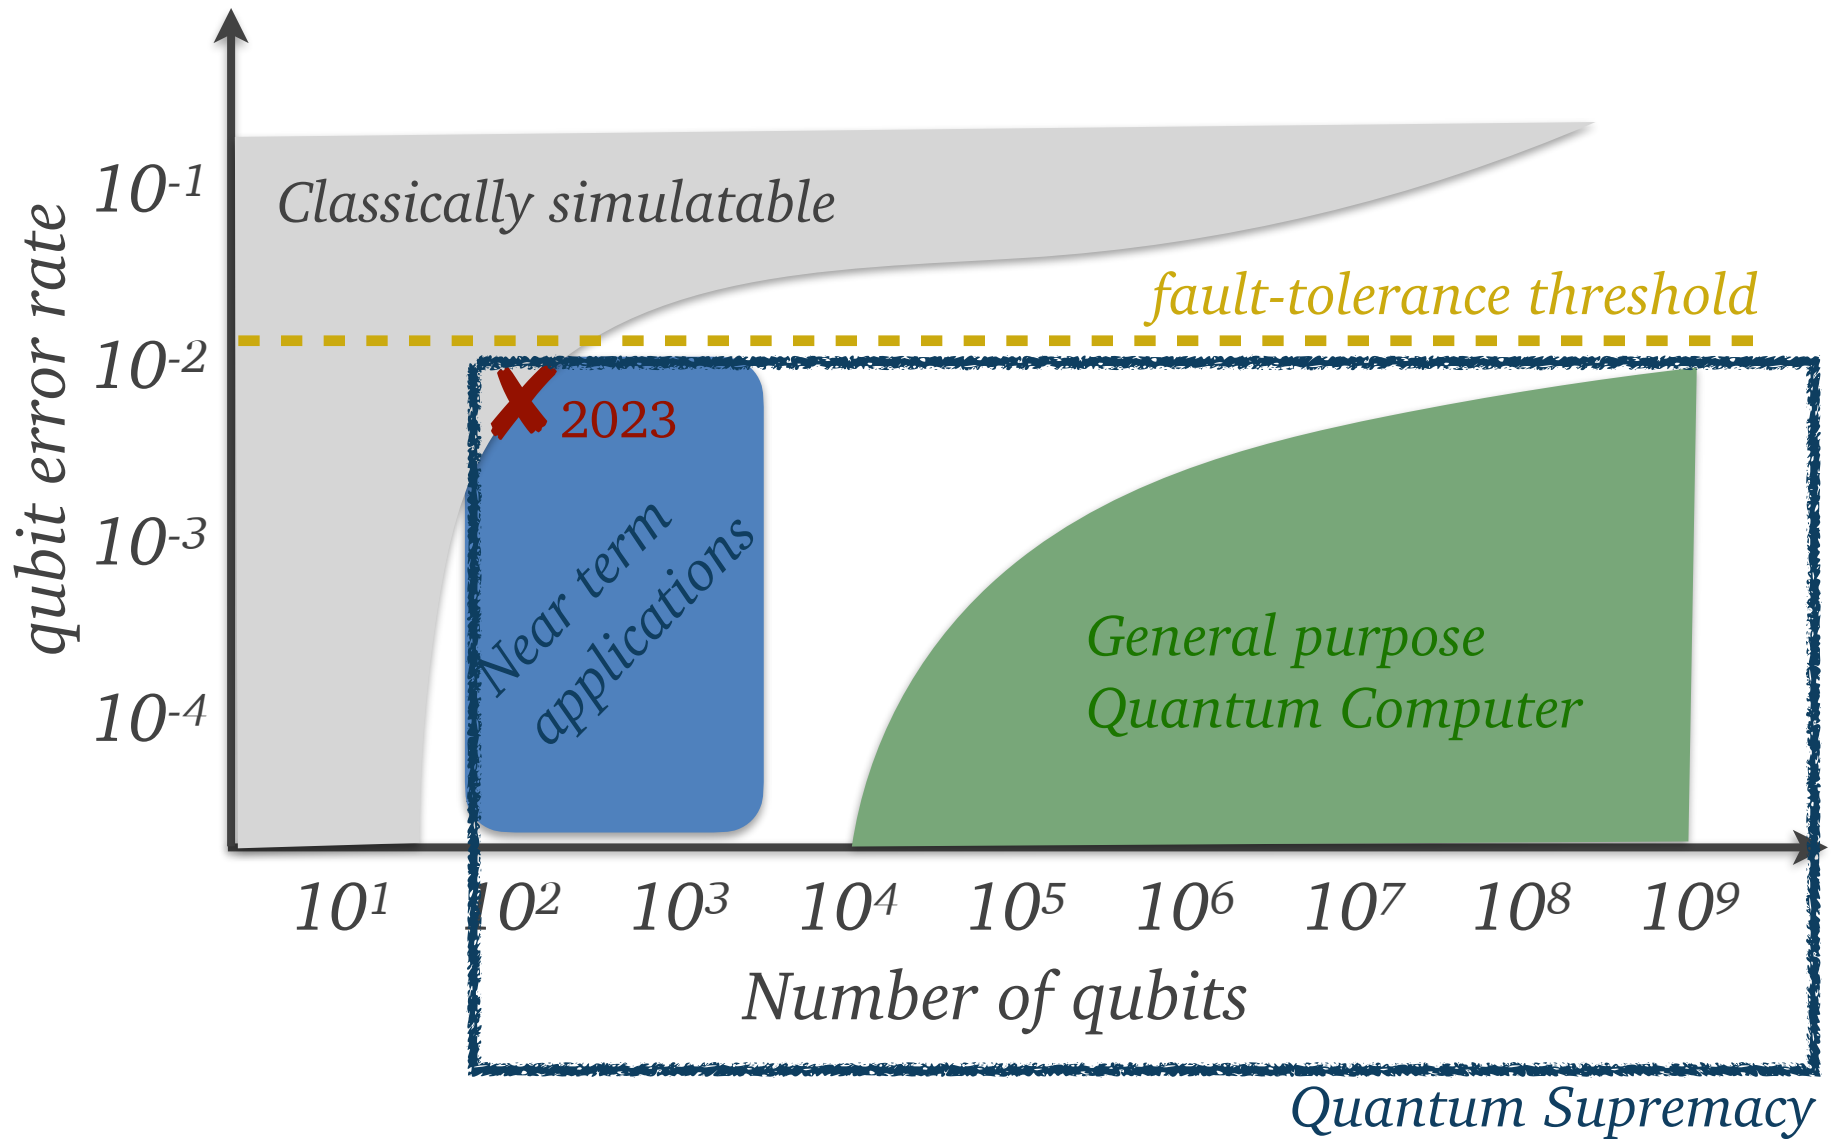 qubit error rate
10⁻¹
10⁻²
10⁻³
10⁻⁴
Classically simulatable
fault-tolerance threshold
2023
Near term
applications
General purpose
Quantum Computer
10¹ 10² 10³ 10⁴ 10⁵ 10⁶ 10⁷ 10⁸ 10⁹
Number of qubits
Quantum Supremacy